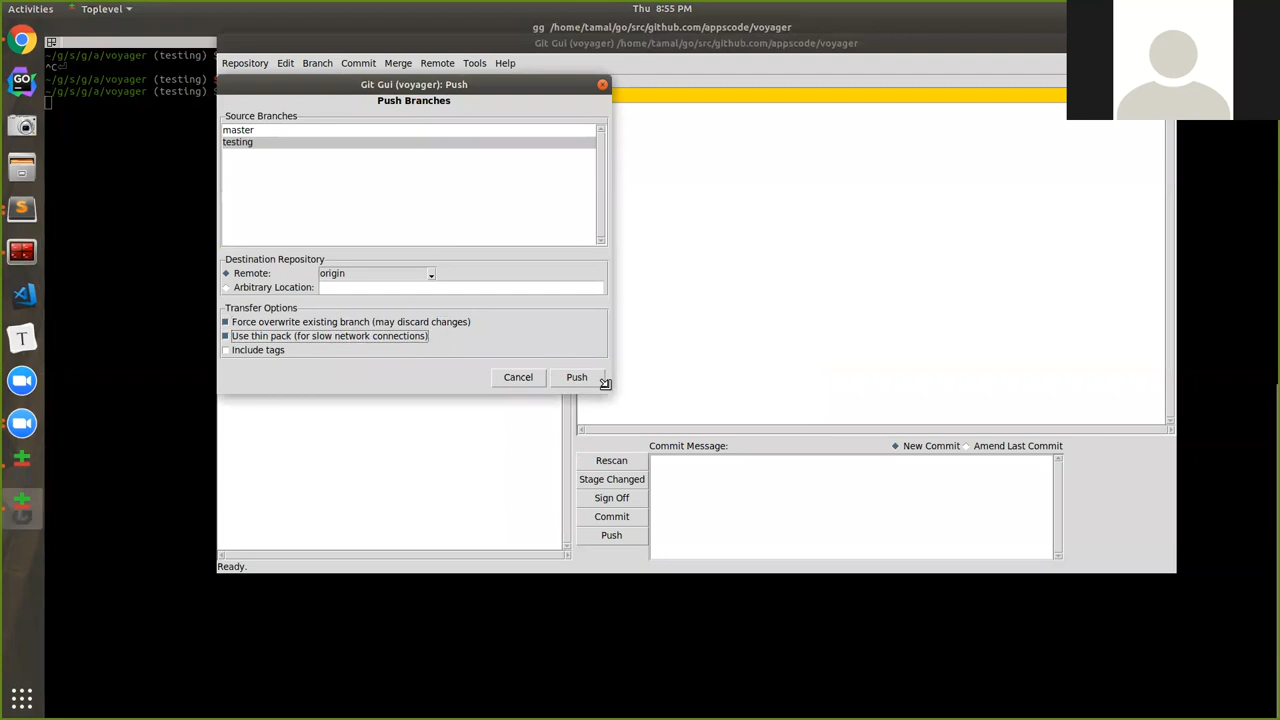 Activities
Toplevel
Thu 8:55 PM
gg /home/tamal/go/src/github.com/appscode/voyager
Git Gui (voyager) /home/tamal/go/src/github.com/appscode/voyager
~/g/s/g/a/voyager (testing) $
^C
~/g/s/g/a/voyager (testing) $
~/g/s/g/a/voyager (testing) $
Repository Edit Branch Commit Merge Remote Tools Help
Git Gui (voyager): Push
Push Branches
Source Branches
master
testing
Destination Repository
Remote: origin
Arbitrary Location:
Transfer Options
Force overwrite existing branch (may discard changes)
Use thin pack (for slow network connections)
Include tags
Cancel Push
Commit Message: New Commit Amend Last Commit
Rescan
Stage Changed
Sign Off
Commit
Push
Ready.
GO
S
T